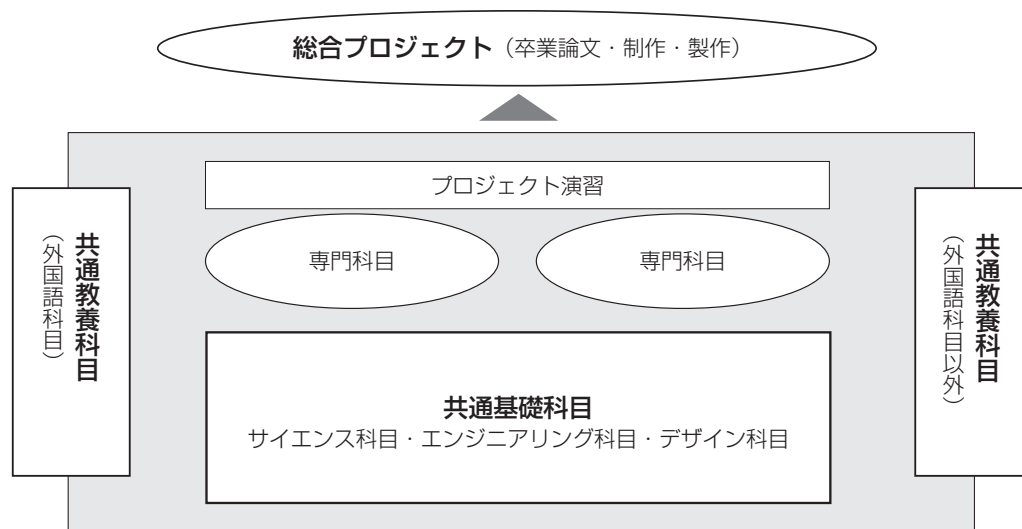 総合プロジェクト(卒業論文・制作・製作)
プロジェクト演習
共通教養科目
(外国語科目)
専門科目
専門科目
共通教養科目
(外国語科目以外)
共通基礎科目
サイエンス科目・エンジニアリング科目・デザイン科目